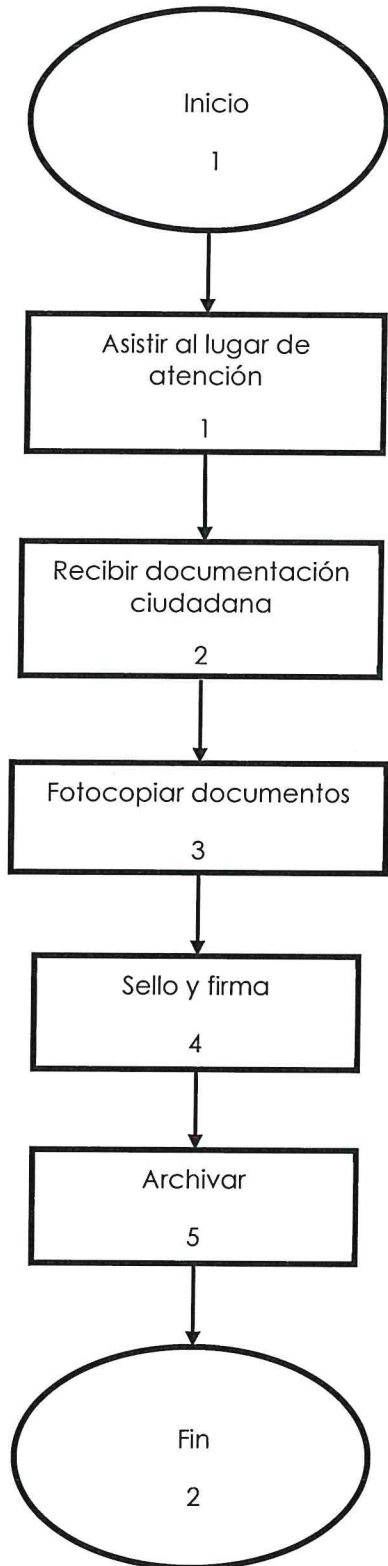 Inicio
1
Asistir al lugar de
atención
1
Recibir documentación
ciudadana
2
Fotocopiar documentos
3
Sello y firma
4
Archivar
5
Fin
2